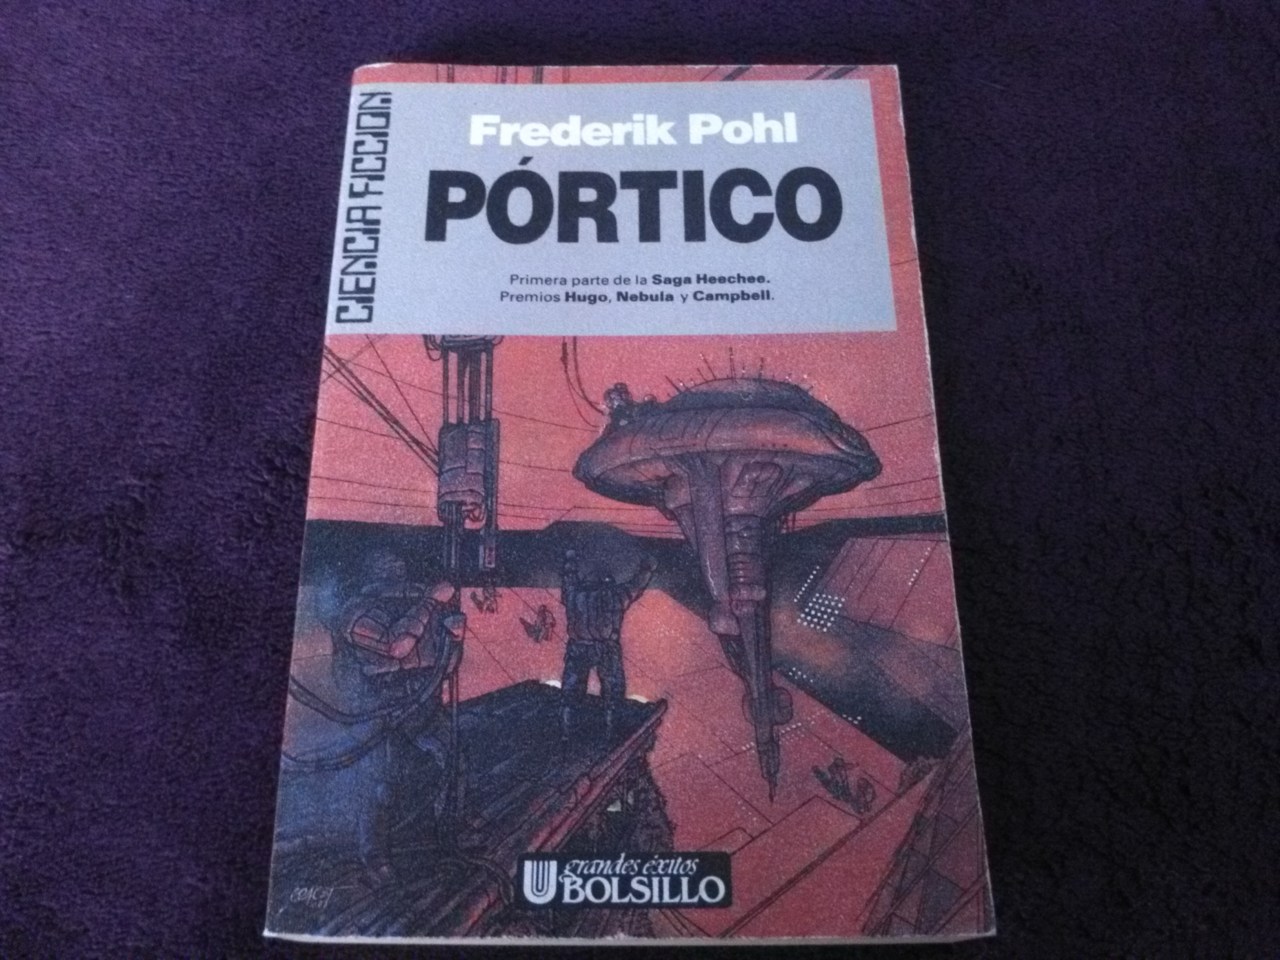 CIENCIA FICCION
Frederik Pohl
PÓRTICO
Primera parte de la Saga Heechee.
Premios Hugo, Nebula y Campbell.
U grandes éxitos
BOLSILLO